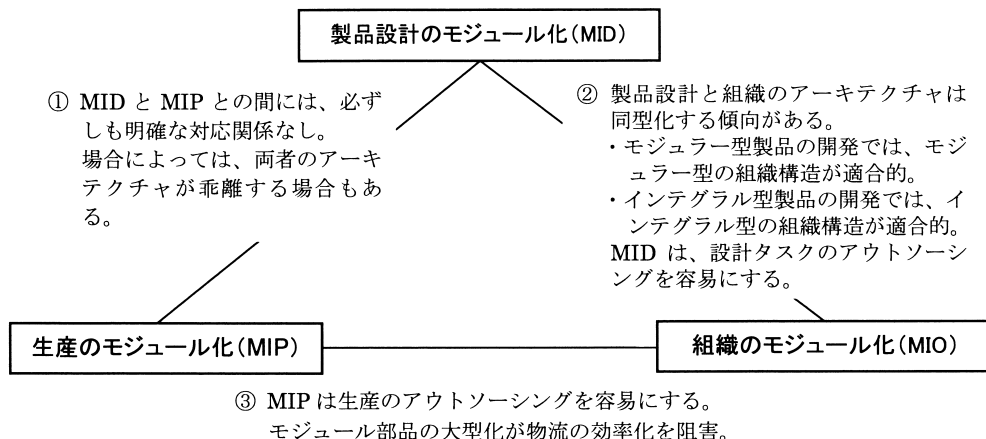 製品設計のモジュール化（MID）
① MID と MIP との間には、必ず
しも明確な対応関係なし。
場合によっては、両者のアーキ
テクチャが乖離する場合もあ
る。
② 製品設計と組織のアーキテクチャは
同型化する傾向がある。
・モジュラー型製品の開発では、モジ
ュラー型の組織構造が適合的。
・インテグラル型製品の開発では、イ
ンテグラル型の組織構造が適合的。
MID は、設計タスクのアウトソーシ
ングを容易にする。
生産のモジュール化（MIP）
組織のモジュール化（MIO）
③ MIP は生産のアウトソーシングを容易にする。
モジュール部品の大型化が物流の効率化を阻害。